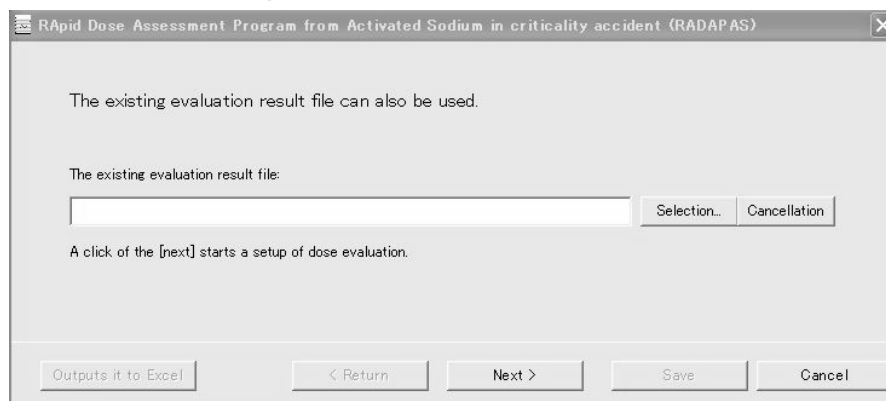 RApid Dose Assessment Program from Activated Sodium in criticality accident (RADAPAS)
The existing evaluation result file can also be used.
The existing evaluation result file:
Selection... Cancellation
A click of the [next] starts a setup of dose evaluation.
Outputs it to Excel < Return Next > Save Cancel